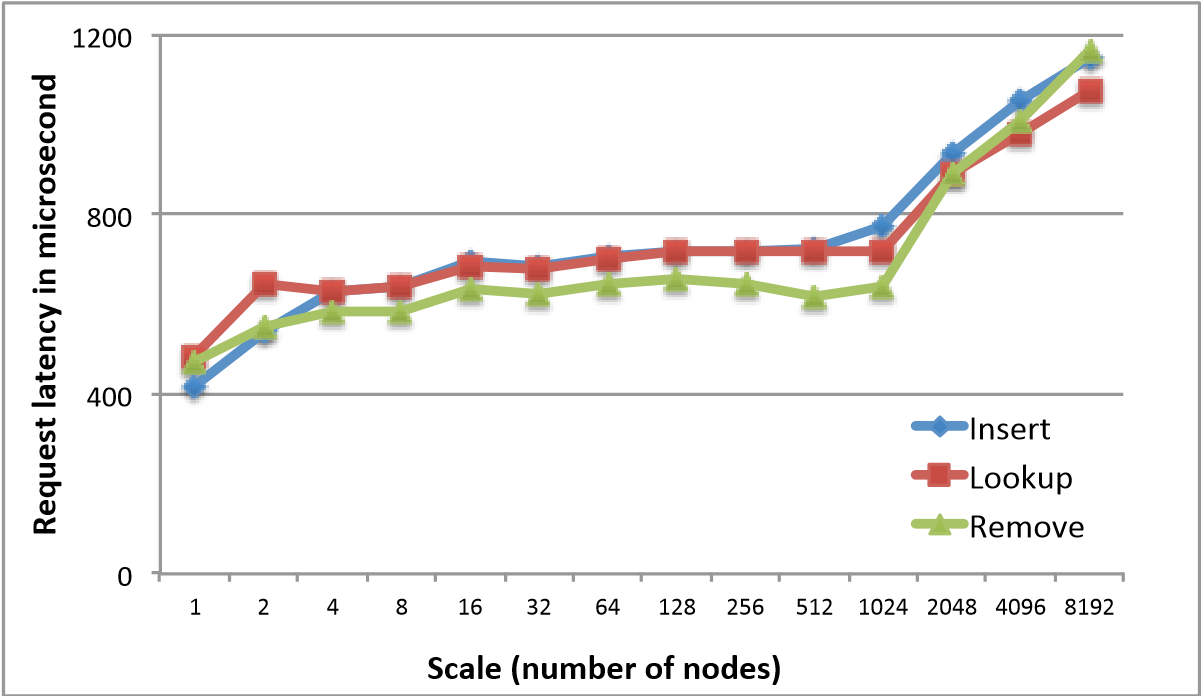 Request latency in microsecond
1200
800
400
0
Insert
Lookup
Remove
1 2 4 8 16 32 64 128 256 512 1024 2048 4096 8192
Scale (number of nodes)